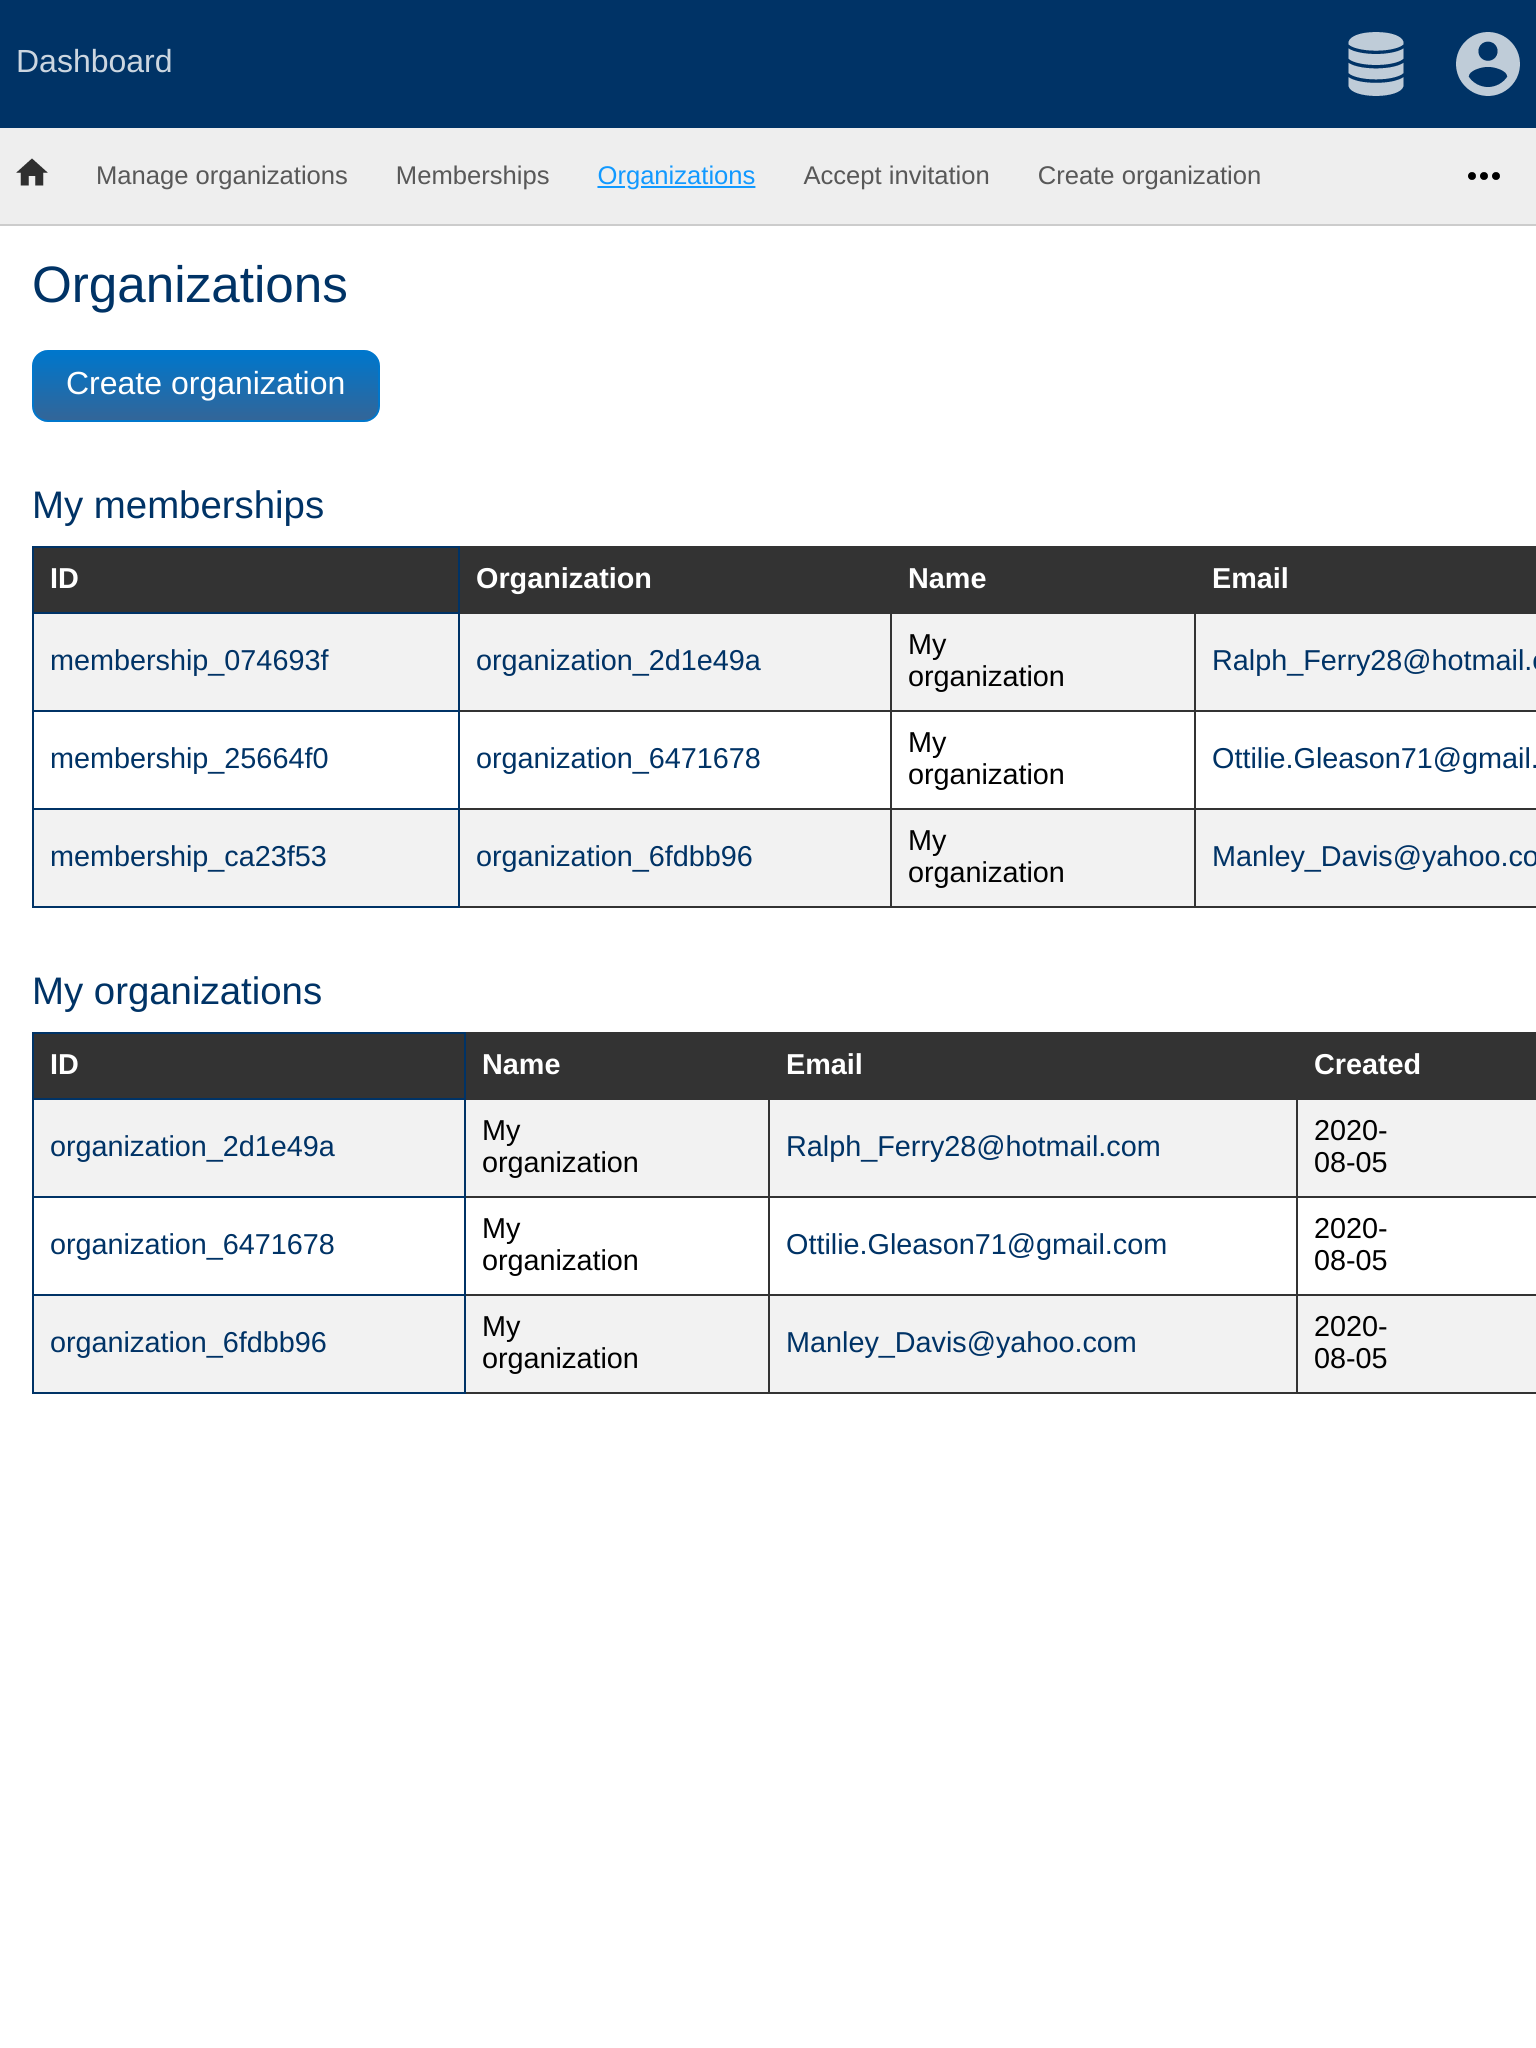 Dashboard
Manage organizations Memberships Organizations Accept invitation Create organization
Organizations
Create organization
My memberships
ID Organization Name Email
membership_074693f organization_2d1e49a My organization Ralph_Ferry28@hotmail.
membership_25664f0 organization_6471678 My organization Ottilie.Gleason71@gmail.
membership_ca23f53 organization_6fdbb96 My organization Manley_Davis@yahoo.co
My organizations
ID Name Email Created
organization_2d1e49a My organization Ralph_Ferry28@hotmail.com 2020-08-05
organization_6471678 My organization Ottilie.Gleason71@gmail.com 2020-08-05
organization_6fdbb96 My organization Manley_Davis@yahoo.com 2020-08-05